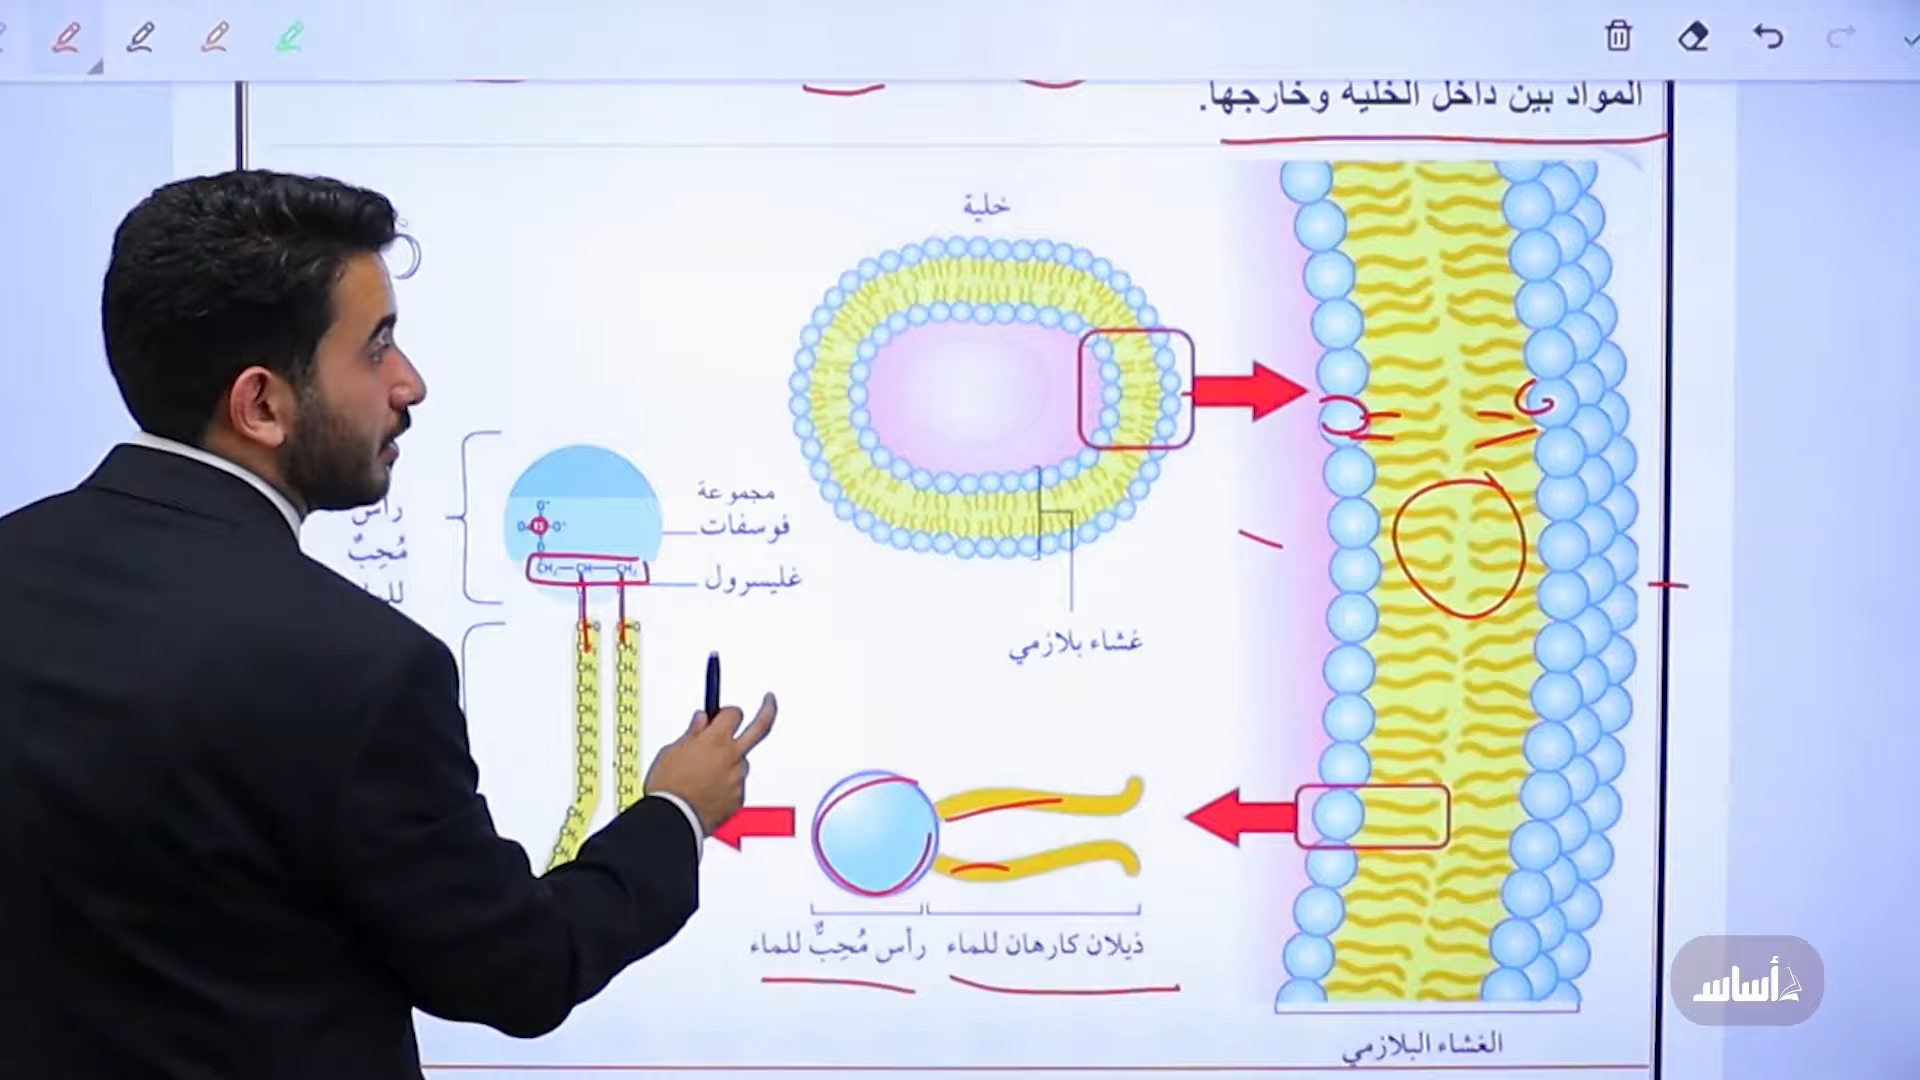 المواد بين داخل الخلية وخارجها.
خلية
مجموعة
فوسفات
غليسرول
رأس
مُحِبٌّ
غشاء بلازمي
رأس مُحِبٌّ للماء
ذيلان كارهان للماء
الغشاء البلازمي
أساس